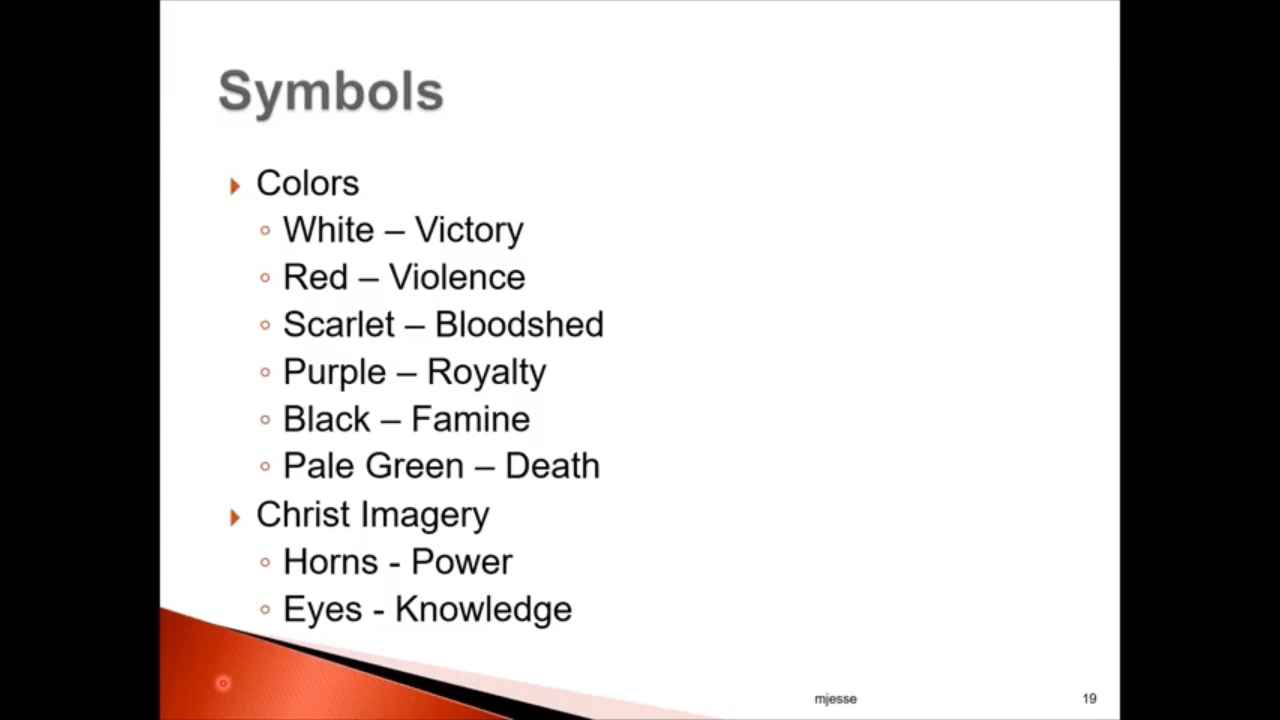 Symbols
Colors
White – Victory
Red – Violence
Scarlet – Bloodshed
Purple – Royalty
Black – Famine
Pale Green – Death
Christ Imagery
Horns - Power
Eyes - Knowledge
mjesse
19